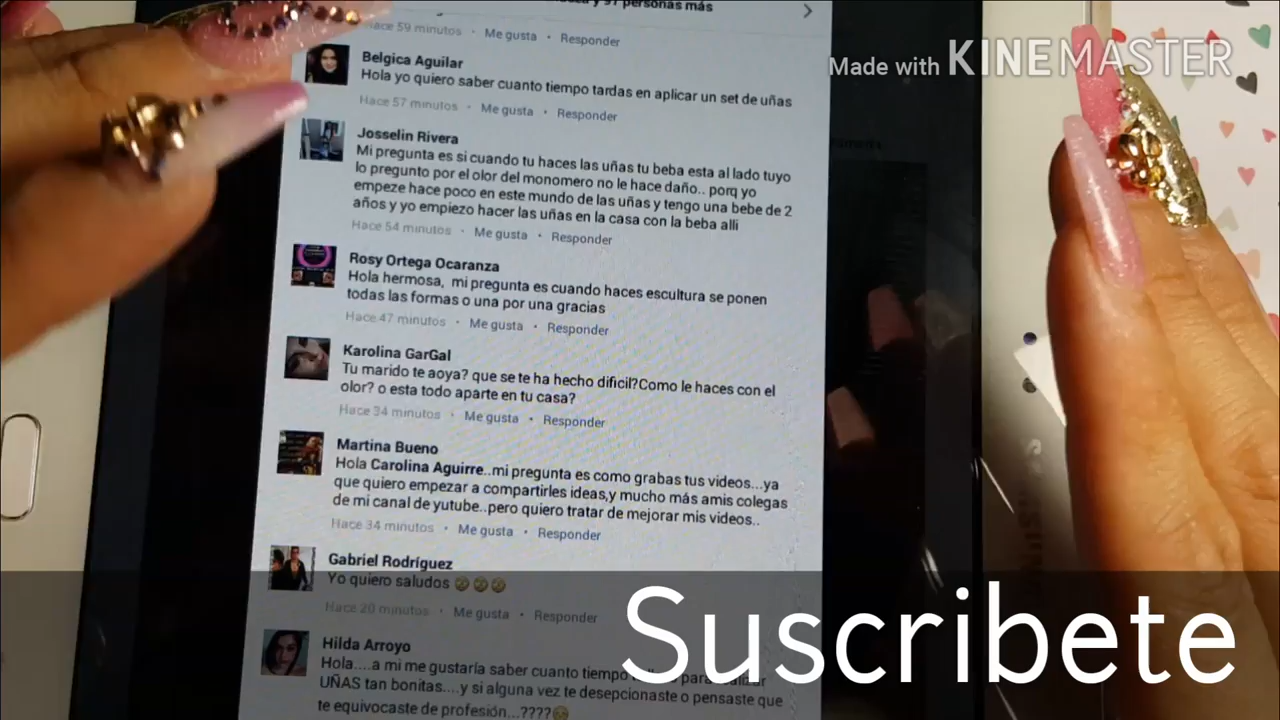 y 91 personas más
Hace 59 minutos · Me gusta · Responder
Made with KINEMASTER
Belgica Aguilar
Hola yo quiero saber cuanto tiempo tardas en aplicar un set de uñas
Hace 57 minutos · Me gusta · Responder
Josselin Rivera
Mi pregunta es si cuando tu haces las uñas tu beba esta al lado tuyo
lo pregunto por el olor del monomero no le hace daño.. porq yo
empeze hace poco en este mundo de las uñas y tengo una bebe de 2
años y yo empiezo hacer las uñas en la casa con la beba alli
Hace 54 minutos · Me gusta · Responder
Rosy Ortega Ocaranza
Hola hermosa, mi pregunta es cuando haces escultura se ponen
todas las formas o una por una gracias
Hace 47 minutos · Me gusta · Responder
Karolina GarGal
Tu marido te aoya? que se te ha hecho dificil?Como le haces con el
olor? o esta todo aparte en tu casa?
Hace 34 minutos · Me gusta · Responder
Martina Bueno
Hola Carolina Aguirre..mi pregunta es como grabas tus videos...ya
que quiero empezar a compartirles ideas,y mucho más amis colegas
de mi canal de yutube..pero quiero tratar de mejorar mis videos..
Hace 34 minutos · Me gusta · Responder
Gabriel Rodríguez
Yo quiero saludos
Hace 20 minutos · Me gusta · Responder
Suscribete
Hilda Arroyo
Hola....a mi me gustaría saber cuanto tiempo para
UÑAS tan bonitas....y si alguna vez te desepcionaste o pensaste que
te equivocaste de profesión...????